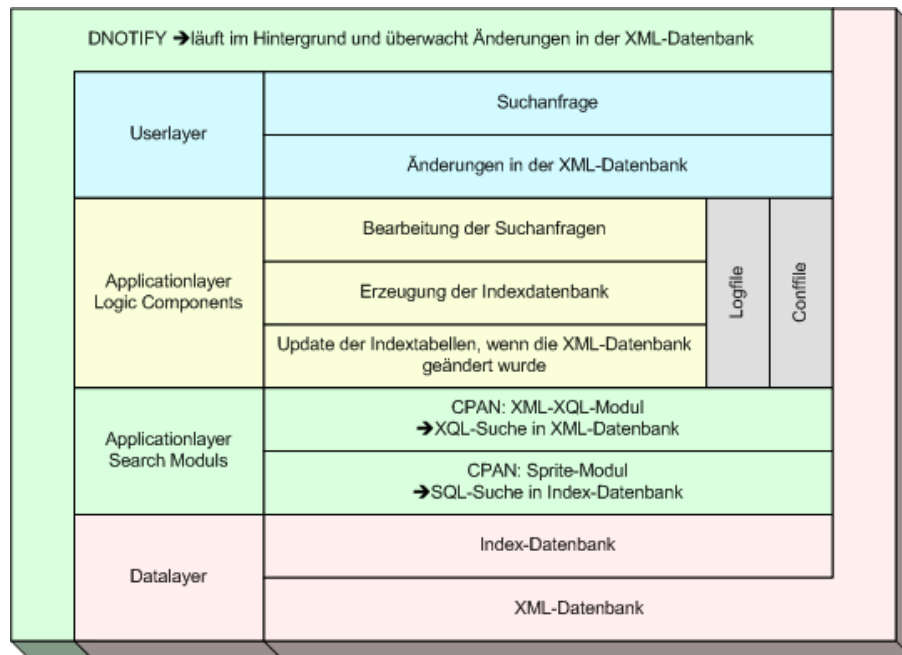 DNOTIFY ➔läuft im Hintergrund und überwacht Änderungen in der XML-Datenbank
Userlayer
Suchanfrage
Änderungen in der XML-Datenbank
Applicationlayer
Logic Components
Bearbeitung der Suchanfragen
Erzeugung der Indexdatenbank
Update der Indextabellen, wenn die XML-Datenbank
geändert wurde
Logfile
Conffile
Applicationlayer
Search Moduls
CPAN: XML-XQL-Modul
➔XQL-Suche in XML-Datenbank
CPAN: Sprite-Modul
➔SQL-Suche in Index-Datenbank
Datalayer
Index-Datenbank
XML-Datenbank